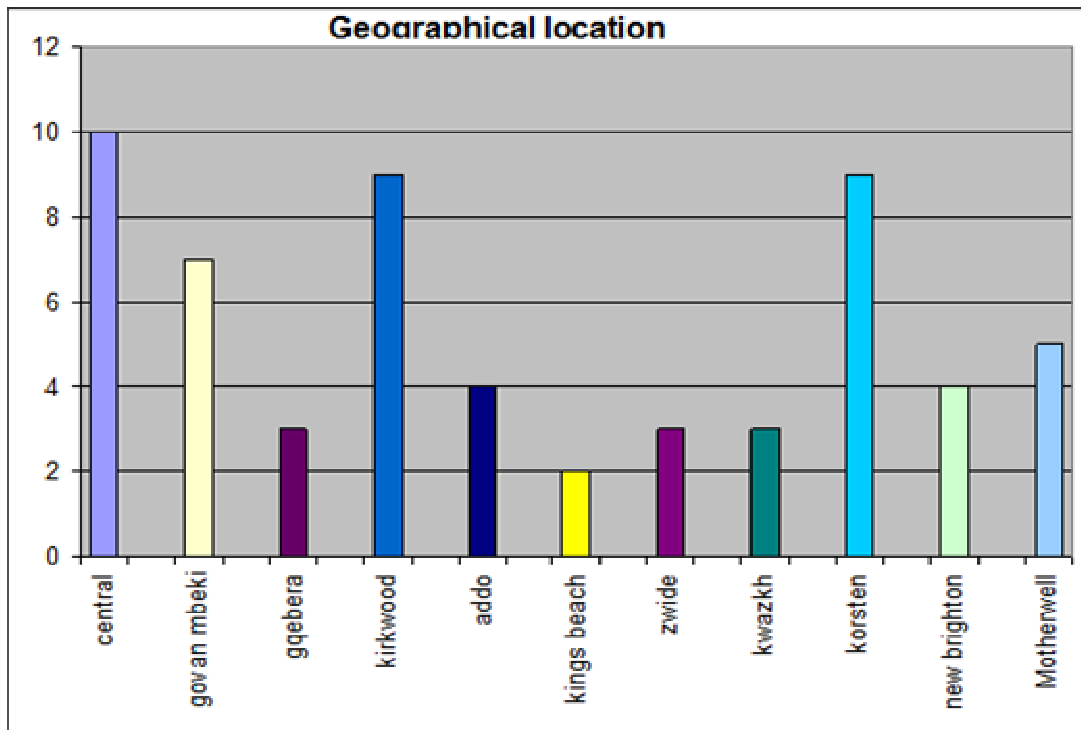 Geographical location
12
10
8
6
4
2
0
central
govan mbeki
gqebera
kirkwood
addo
kings beach
zwide
kwazkh
korsten
new brighton
Motherwell